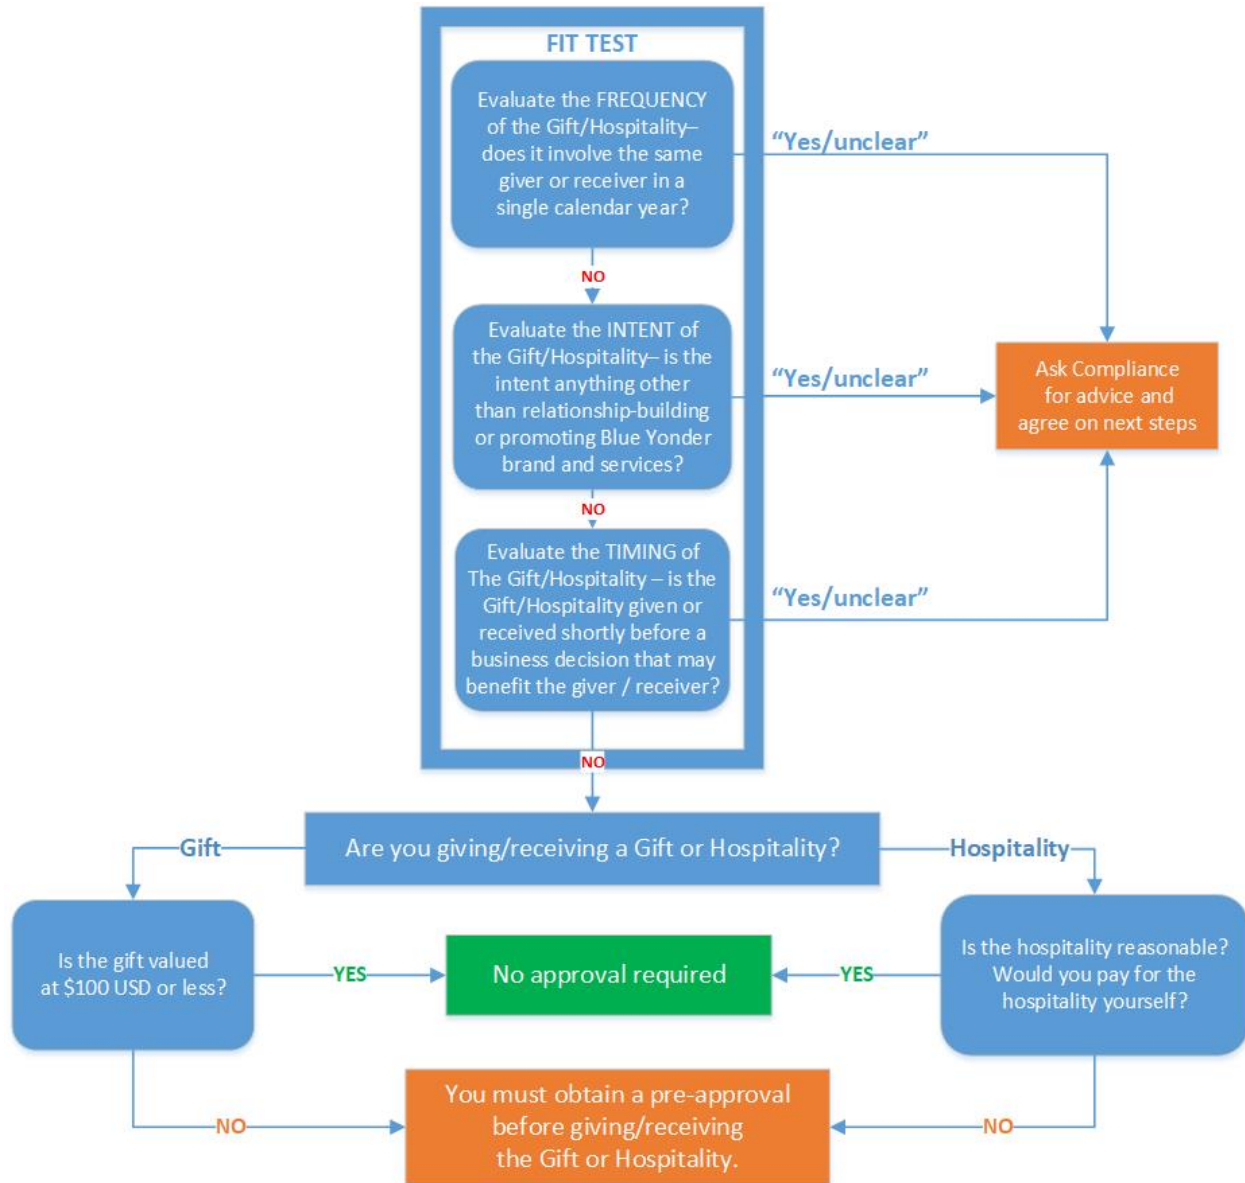 FIT TEST
Evaluate the FREQUENCY
of the Gift/Hospitality–
does it involve the same
giver or receiver in a
single calendar year?
“Yes/unclear”
NO
Evaluate the INTENT of
the Gift/Hospitality– is the
intent anything other
than relationship-building
or promoting Blue Yonder
brand and services?
“Yes/unclear”
Ask Compliance
for advice and
agree on next steps
NO
Evaluate the TIMING of
The Gift/Hospitality – is the
Gift/Hospitality given or
received shortly before a
business decision that may
benefit the giver / receiver?
“Yes/unclear”
NO
Are you giving/receiving a Gift or Hospitality?
Gift
Hospitality
Is the gift valued
at $100 USD or less?
YES
No approval required
YES
Is the hospitality reasonable?
Would you pay for the
hospitality yourself?
NO
You must obtain a pre-approval
before giving/receiving
the Gift or Hospitality.
NO